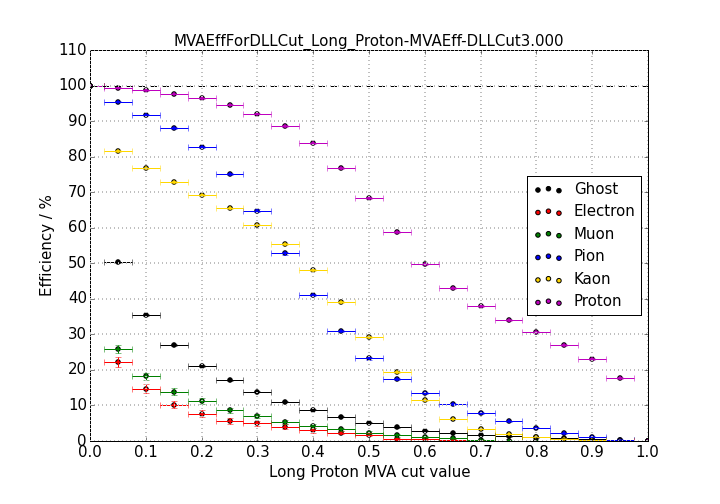 MVAEffForDLLCut_Long_Proton-MVAEff-DLLCut3.000
110
100
90
80
70
60
50
40
30
20
10
0
Efficiency / %
Ghost
Electron
Muon
Pion
Kaon
Proton
0.0 0.1 0.2 0.3 0.4 0.5 0.6 0.7 0.8 0.9 1.0
Long Proton MVA cut value